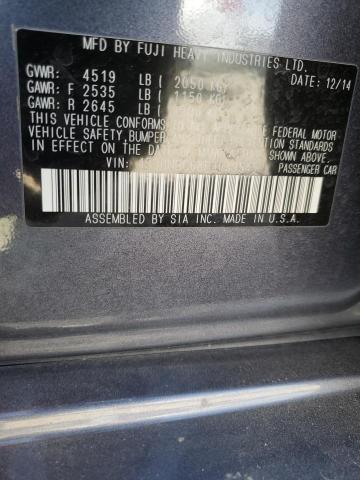 MFD BY FUJI HEAVY INDUSTRIES LTD.
GVWR: 4519 LB ( 2050 KG) DATE: 12/14
GAWR: F 2535 LB ( 1150 KG)
GAWR: R 2645 LB (
THIS VEHICLE CONFORMS FEDERAL MOTOR
VEHICLE SAFETY, BUMPER STANDARDS
IN EFFECT ON THE DA SHOWN ABOVE.
VIN: PASSENGER CAR
ASSEMBLED BY SIA INC. MADE IN U.S.A.